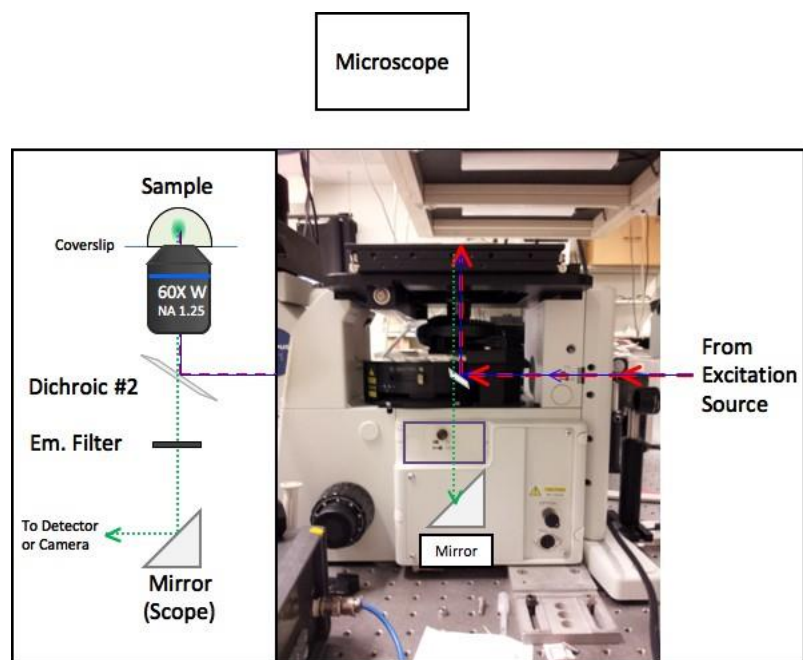 Microscope
Sample
Coverslip
60X W
NA 1.25
Dichroic #2
Em. Filter
To Detector
or Camera
Mirror
(Scope)
Mirror
From
Excitation
Source